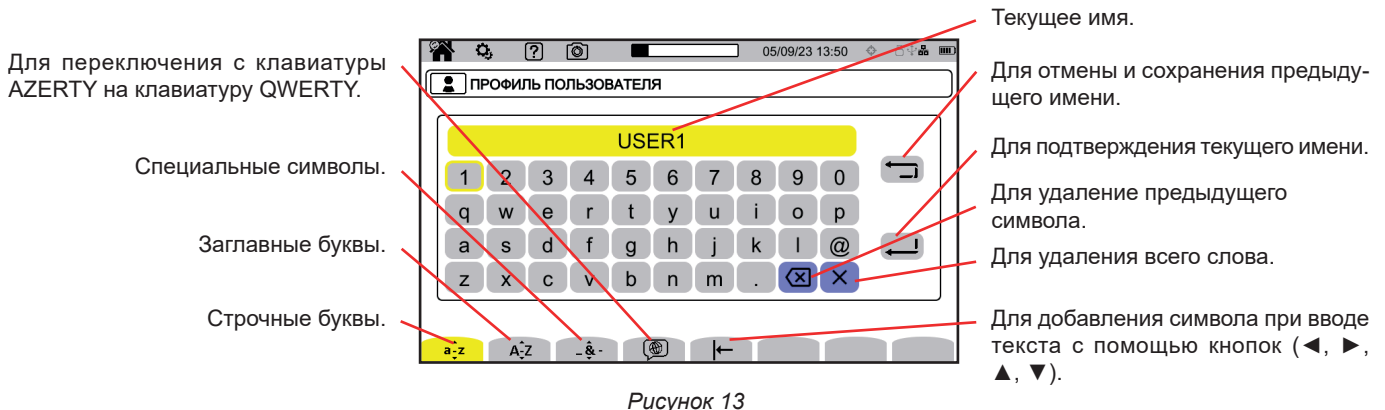 Текущее имя.
Для переключения с клавиатуры
AZERTY на клавиатуру QWERTY.
05/09/23 13:50
ПРОФИЛЬ ПОЛЬЗОВАТЕЛЯ
Для отмены и сохранения предыду-
щего имени.
USER1
Специальные символы.
Для подтверждения текущего имени.
1 2 3 4 5 6 7 8 9 0
Для удаление предыдущего
символа.
q w e r t y u i o p
Заглавные буквы.
a s d f g h j k l @
Для удаления всего слова.
z x c v b n m .
Строчные буквы.
Для добавления символа при вводе
текста с помощью кнопок (◄, ►,
▲, ▼).
a-z A-Z _&-
Рисунок 13